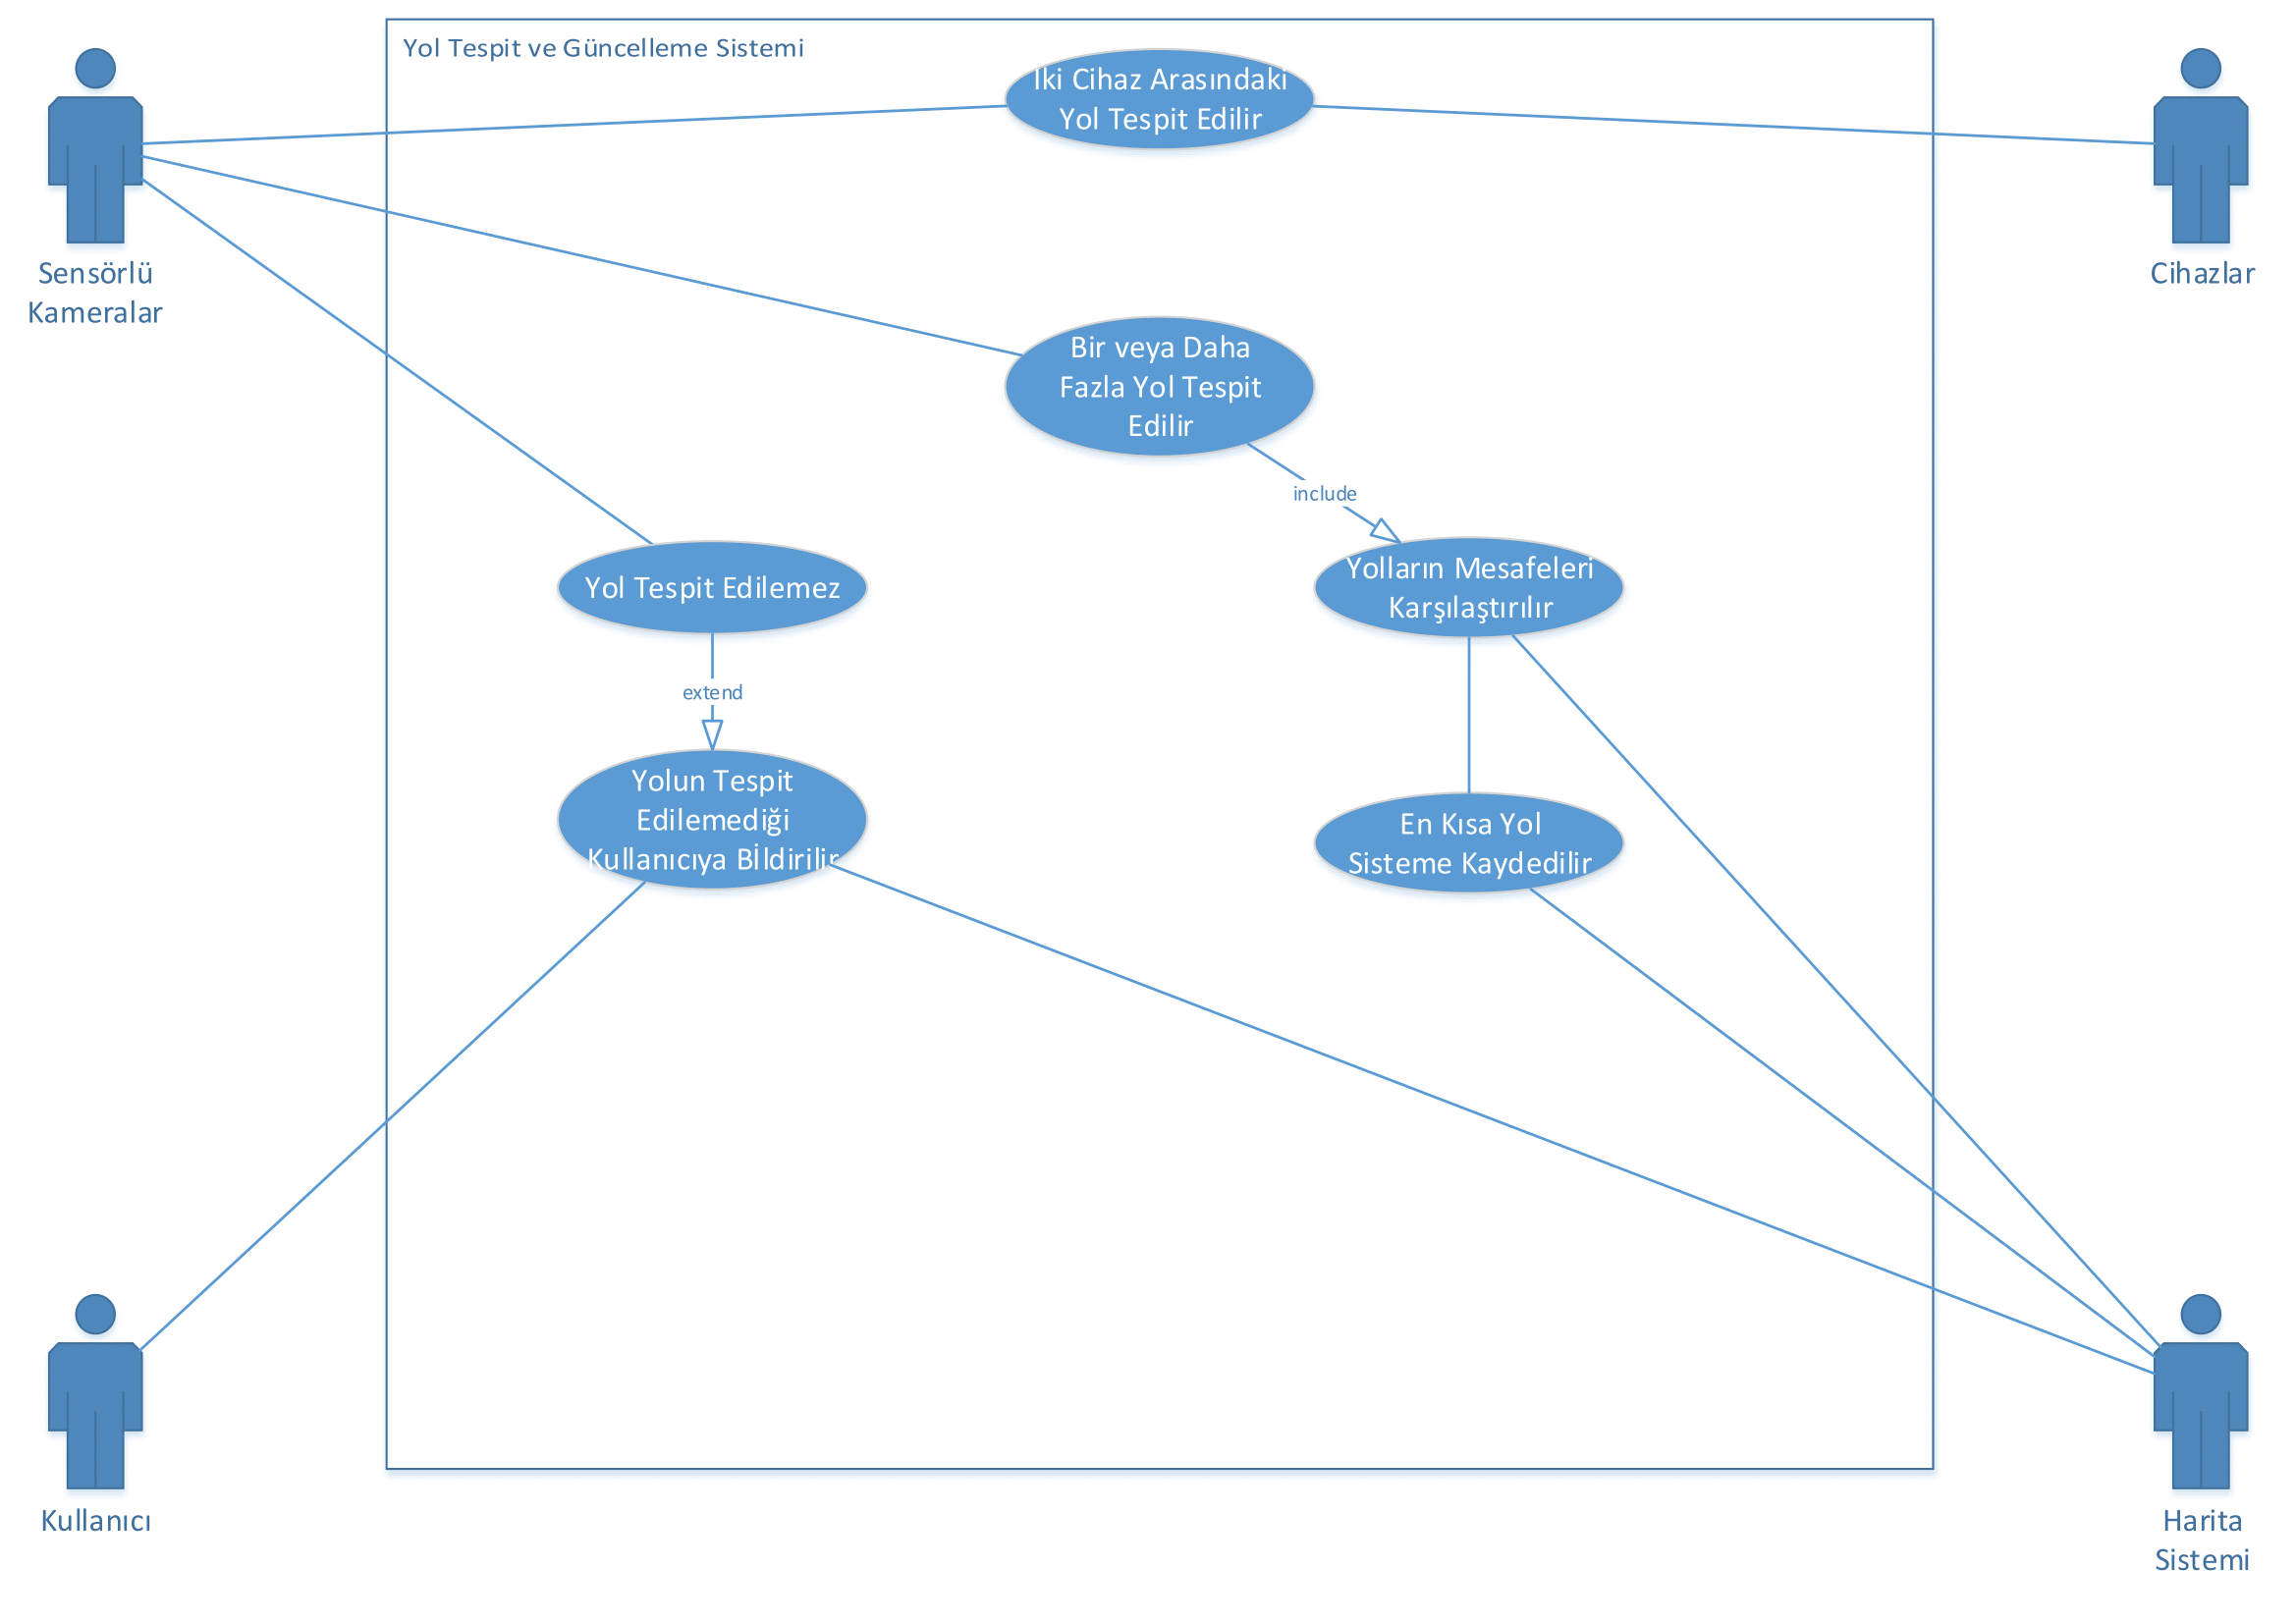 Yol Tespit ve Güncelleme Sistemi
İki Cihaz Arasındaki
Yol Tespit Edilir
Sensörlü
Kameralar
Cihazlar
Bir veya Daha
Fazla Yol Tespit
Edilir
include
Yol Tespit Edilemez
Yolların Mesafeleri
Karşılaştırılır
extend
Yolun Tespit
Edilemediği
Kullanıcıya Bİldirilir
En Kısa Yol
Sisteme Kaydedilir
Kullanıcı
Harita
Sistemi